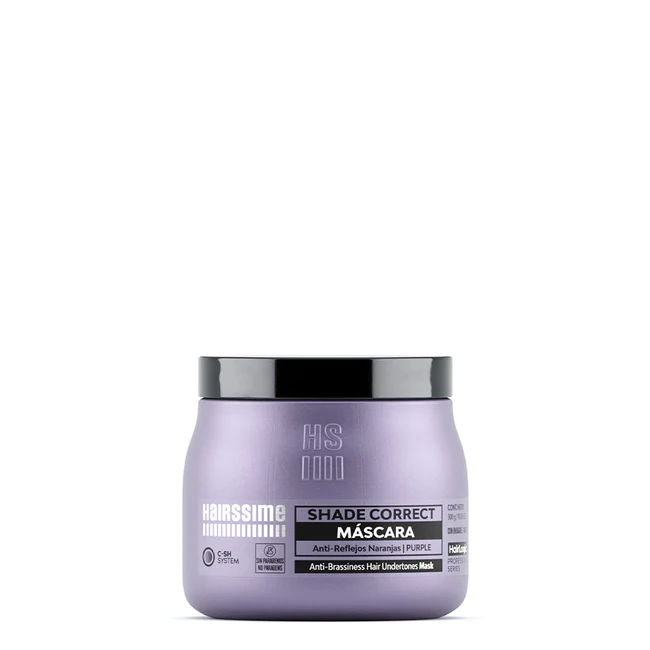 HS
HAIRSSIME
SHADE CORRECT
MÁSCARA
Anti-Reflejos Naranjas | PURPLE
Anti-Brassiness Hair Undertones Mask
C-SH
SYSTEM
SIN PARABENOS
NO PARABENS
SERIES